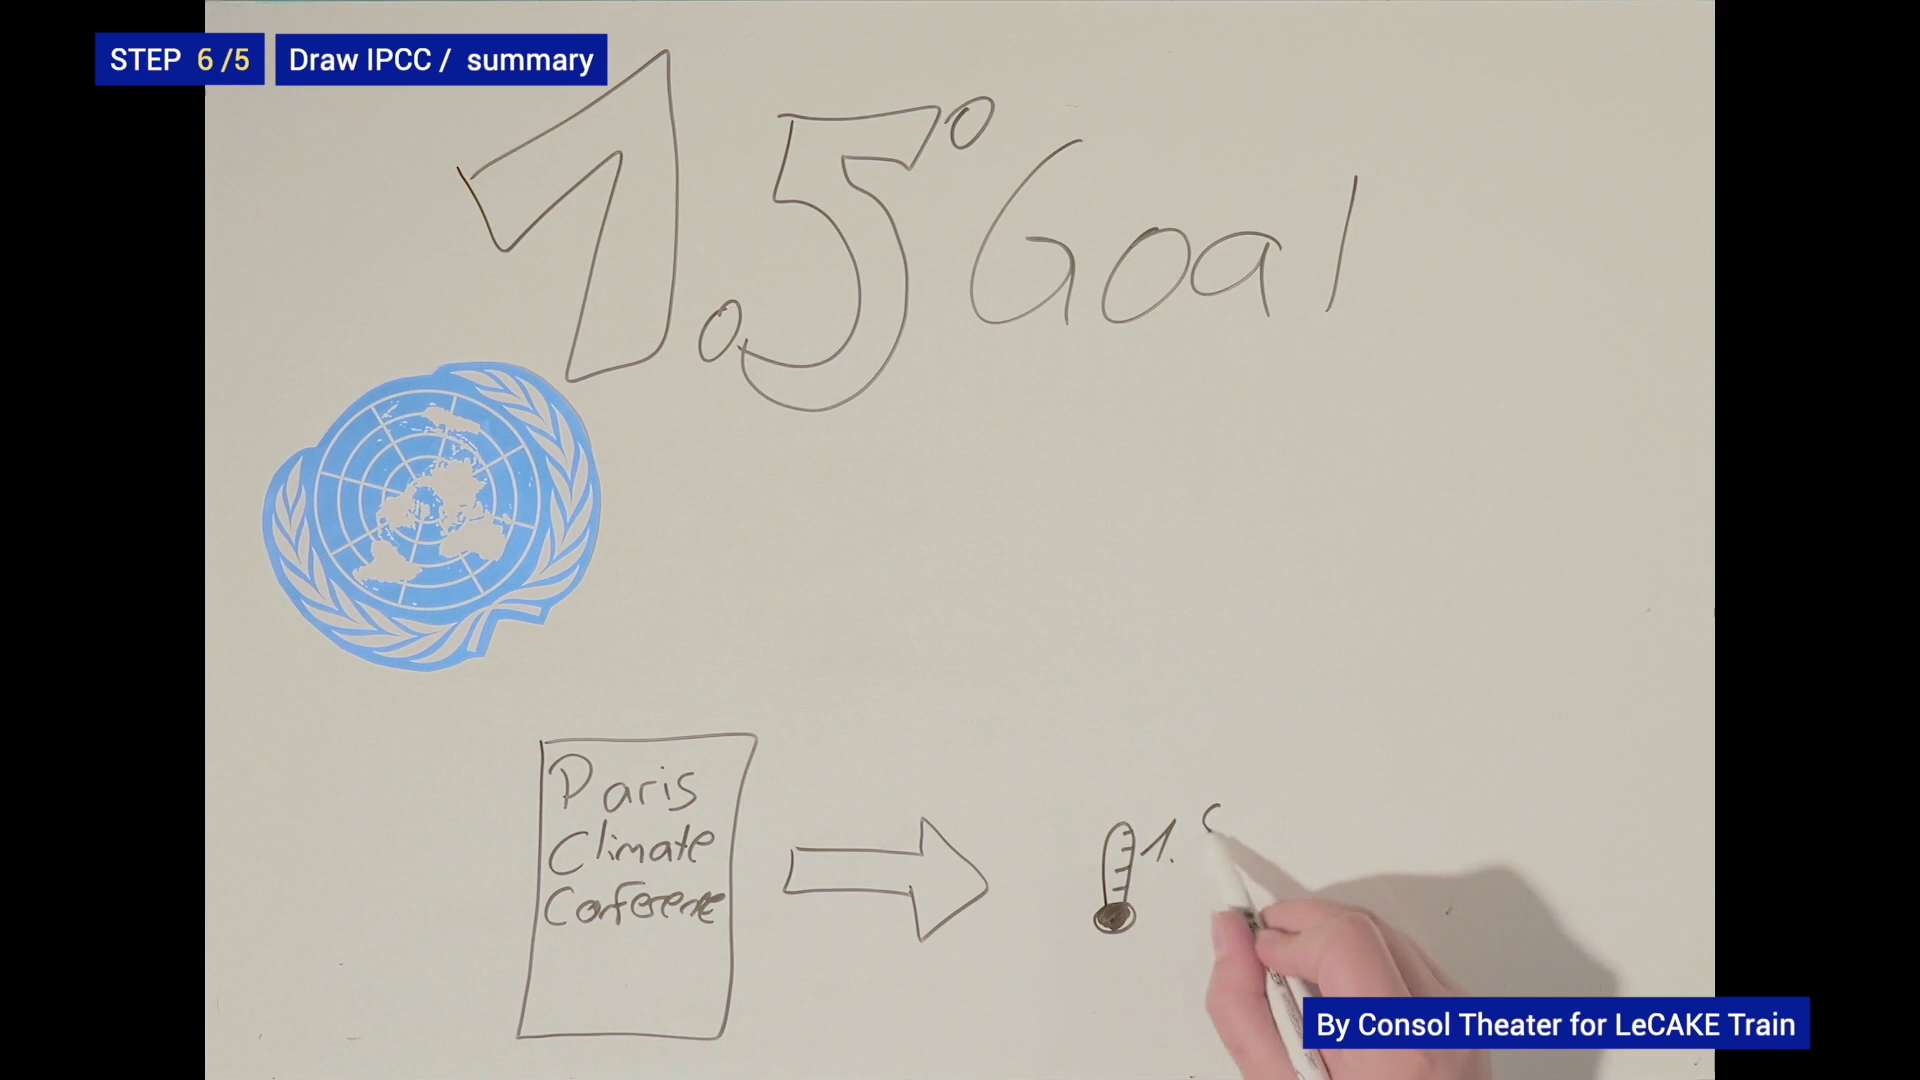 STEP 6 /5 Draw IPCC / summary
1.5° Goal
Paris
Climate
Conference
1.
By Consol Theater for LeCAKE Train